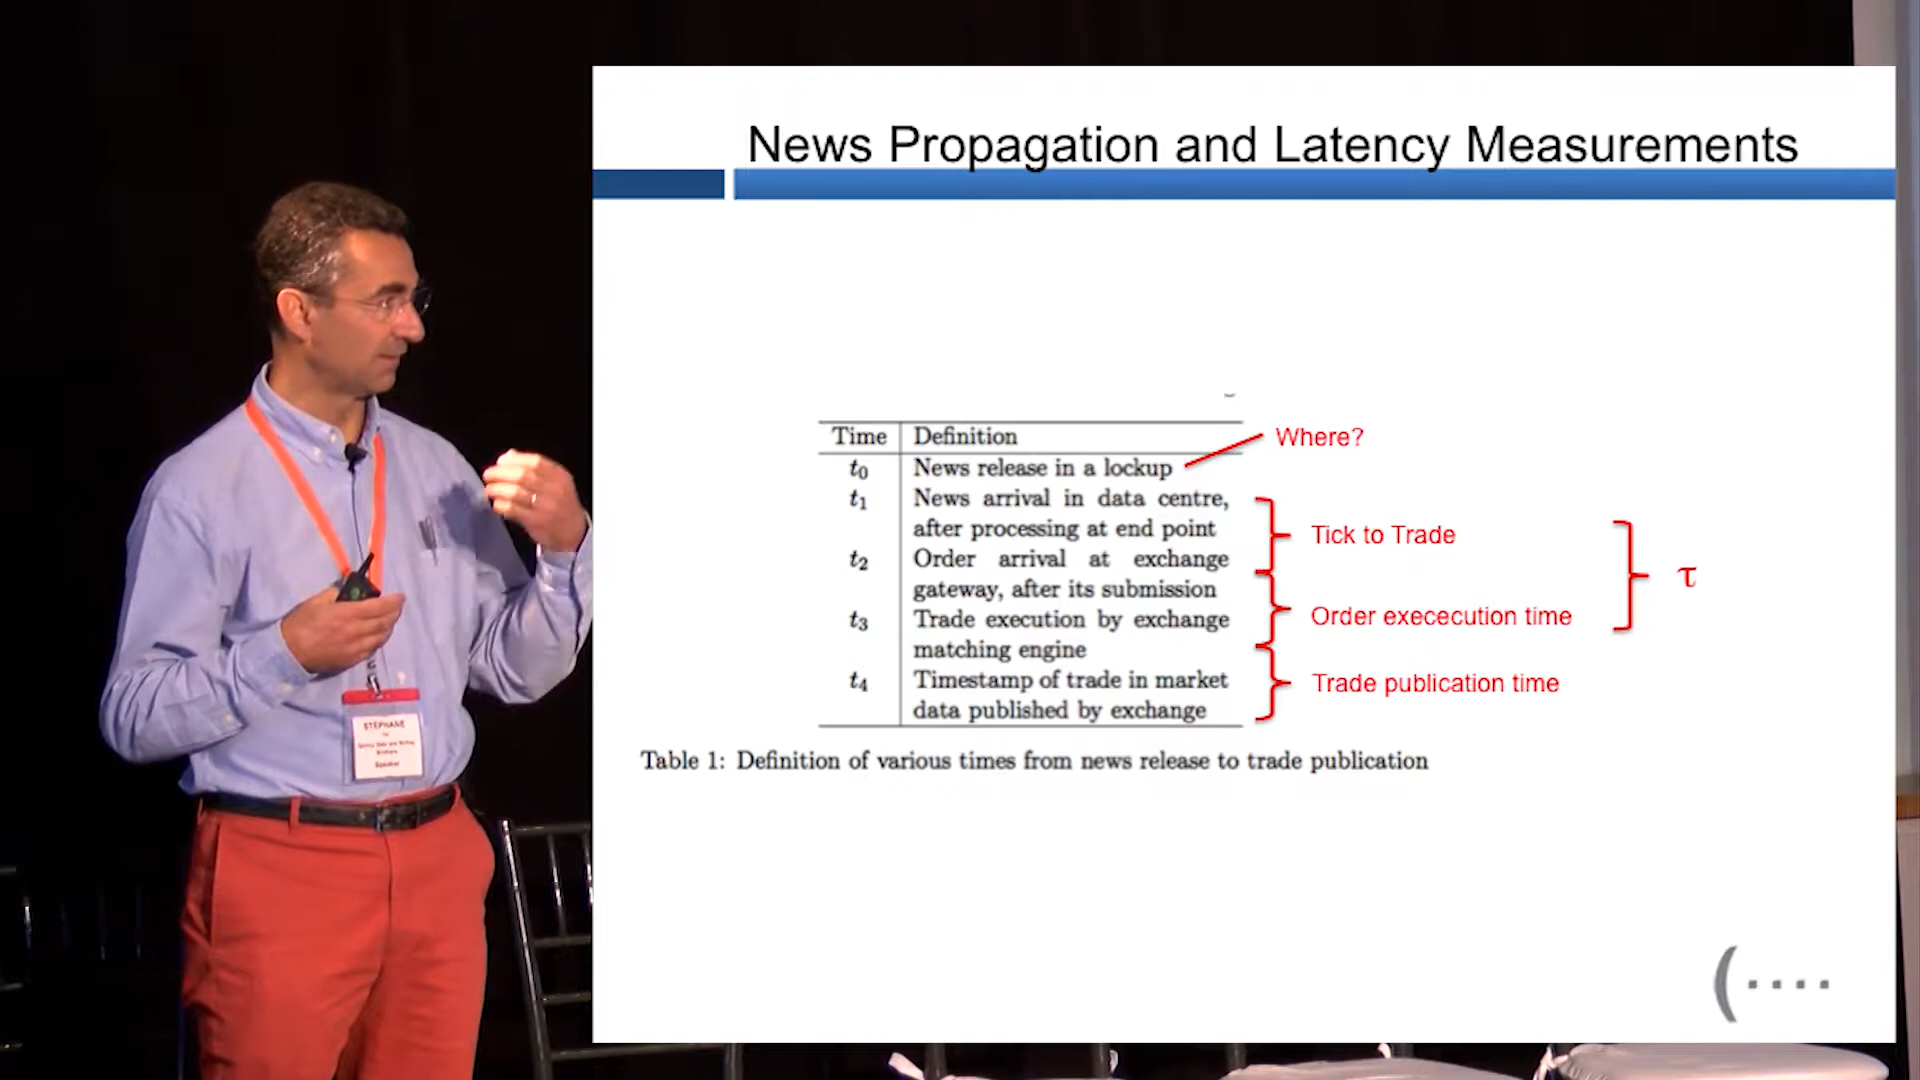 News Propagation and Latency Measurements
Time Definition
t0 News release in a lockup
Where?
t1 News arrival in data centre,
after processing at end point
Tick to Trade
t2 Order arrival at exchange
gateway, after its submission
τ
t3 Trade execution by exchange
matching engine
Order exececution time
t4 Timestamp of trade in market
data published by exchange
Trade publication time
Table 1: Definition of various times from news release to trade publication
(····
STEPHANE
Speaker